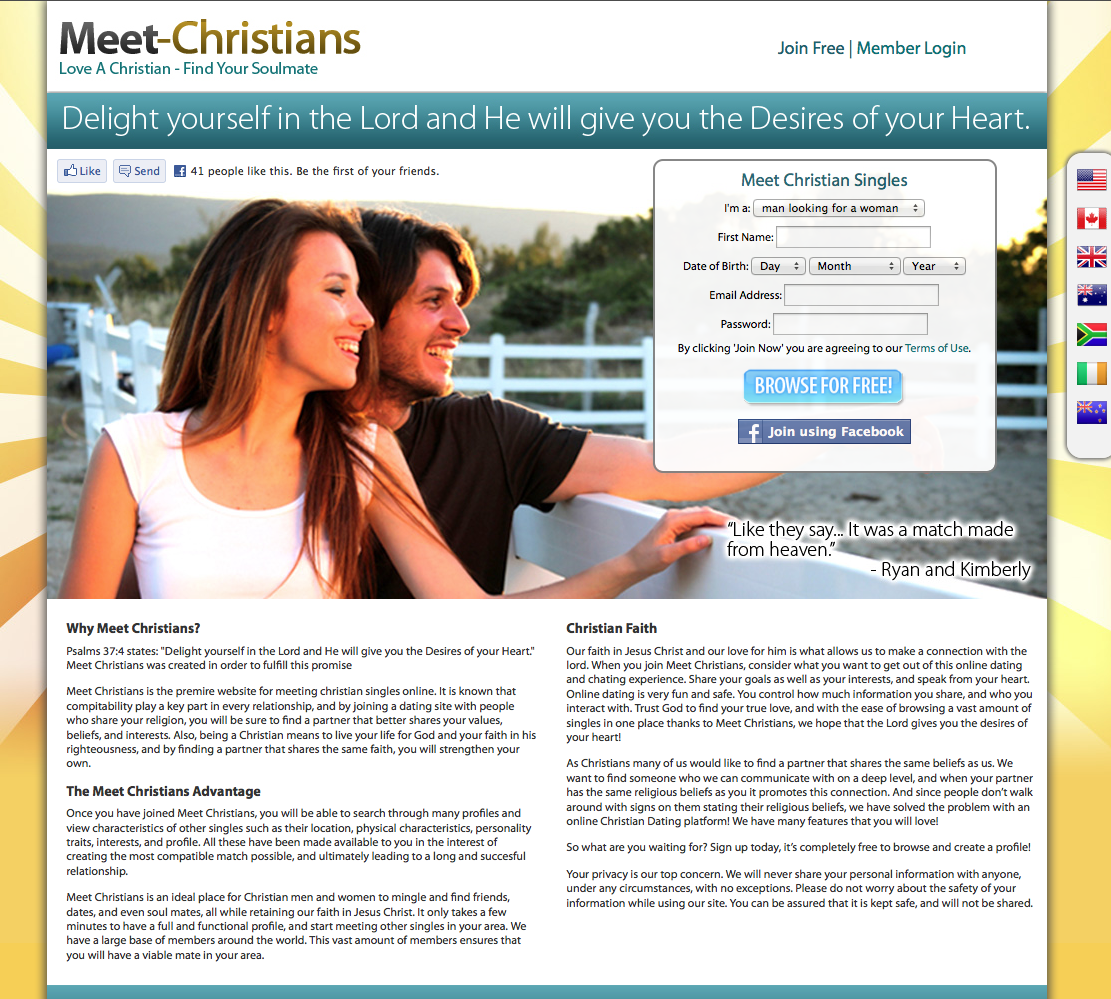 Meet-Christians
Love A Christian - Find Your Soulmate
Join Free | Member Login
Delight yourself in the Lord and He will give you the Desires of your Heart.
Like
Send
41 people like this. Be the first of your friends.
Meet Christian Singles
I'm a: man looking for a woman
First Name:
Date of Birth: Day Month Year
Email Address:
Password:
By clicking 'Join Now' you are agreeing to our Terms of Use.
BROWSE FOR FREE!
f Join using Facebook
“Like they say... It was a match made
from heaven.”
- Ryan and Kimberly
Why Meet Christians?
Psalms 37:4 states: "Delight yourself in the Lord and He will give you the Desires of your Heart."
Meet Christians was created in order to fulfill this promise
Meet Christians is the premire website for meeting christian singles online. It is known that
compitability play a key part in every relationship, and by joining a dating site with people
who share your religion, you will be sure to find a partner that better shares your values,
beliefs, and interests. Also, being a Christian means to live your life for God and your faith in his
righteousness, and by finding a partner that shares the same faith, you will strengthen your
own.
The Meet Christians Advantage
Once you have joined Meet Christians, you will be able to search through many profiles and
view characteristics of other singles such as their location, physical characteristics, personality
traits, interests, and profile. All these have been made available to you in the interest of
creating the most compatible match possible, and ultimately leading to a long and succesful
relationship.
Meet Christians is an ideal place for Christian men and women to mingle and find friends,
dates, and even soul mates, all while retaining our faith in Jesus Christ. It only takes a few
minutes to have a full and functional profile, and start meeting other singles in your area. We
have a large base of members around the world. This vast amount of members ensures that
you will have a viable mate in your area.
Christian Faith
Our faith in Jesus Christ and our love for him is what allows us to make a connection with the
lord. When you join Meet Christians, consider what you want to get out of this online dating
and chating experience. Share your goals as well as your interests, and speak from your heart.
Online dating is very fun and safe. You control how much information you share, and who you
interact with. Trust God to find your true love, and with the ease of browsing a vast amount of
singles in one place thanks to Meet Christians, we hope that the Lord gives you the desires of
your heart!
As Christians many of us would like to find a partner that shares the same beliefs as us. We
want to find someone who we can communicate with on a deep level, and when your partner
has the same religious beliefs as you it promotes this connection. And since people don't walk
around with signs on them stating their religious beliefs, we have solved the problem with an
online Christian Dating platform! We have many features that you will love!
So what are you waiting for? Sign up today, it's completely free to browse and create a profile!
Your privacy is our top concern. We will never share your personal information with anyone,
under any circumstances, with no exceptions. Please do not worry about the safety of your
information while using our site. You can be assured that it is kept safe, and will not be shared.